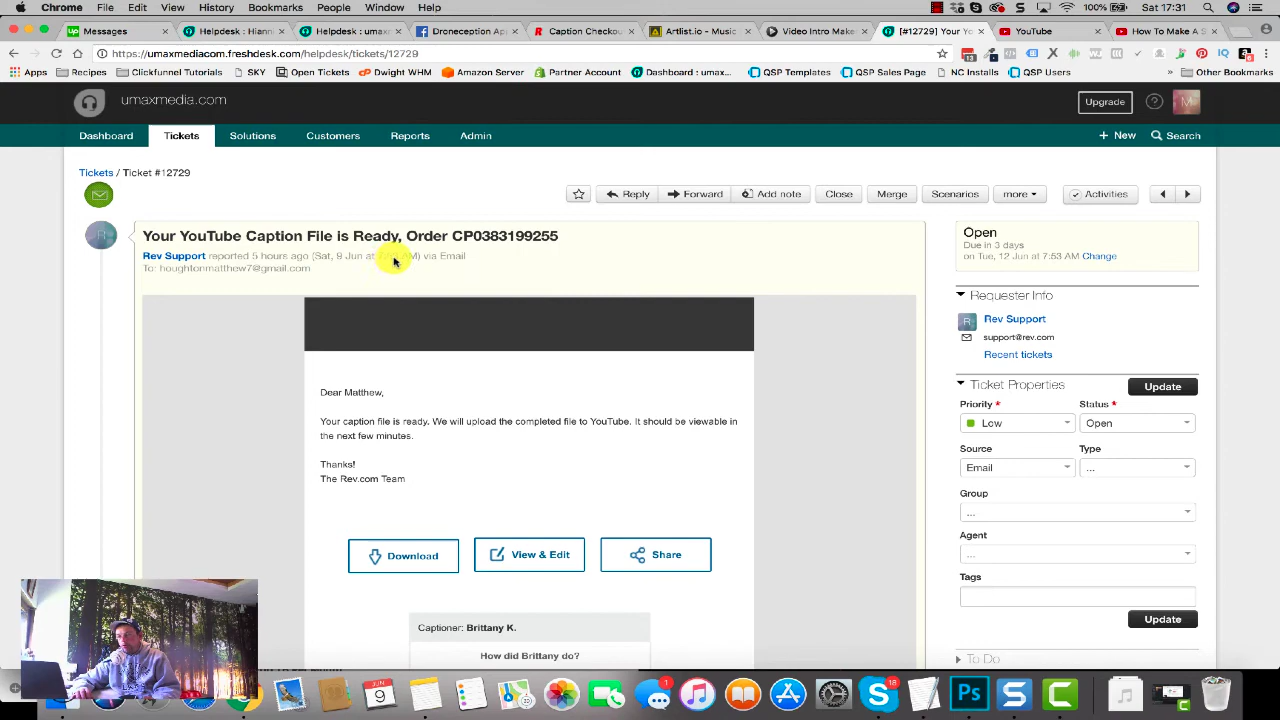 Chrome File Edit View History Bookmarks People Window Help
Sat 17:31
Messages
Helpdesk : Hiann
Helpdesk : umax
Droneception Ap
Caption Checkou
Artlist.io - Music
Video Intro Make
[#12729] Your Y
YouTube
How To Make A S
https://umaxmediacom.freshdesk.com/helpdesk/tickets/12729
Apps Recipes Clickfunnel Tutorials SKY Open Tickets Dwight WHM Amazon Server Partner Account Dashboard : umax... QSP Templates QSP Sales Page NC Installs QSP Users » Other Bookmarks
umaxmedia.com
Upgrade
Dashboard Tickets Solutions Customers Reports Admin
+ New Search
Tickets / Ticket #12729
Reply Forward Add note Close Merge Scenarios more Activities
Your YouTube Caption File is Ready, Order CP0383199255
Rev Support reported 5 hours ago (Sat, 9 Jun at AM) via Email
To: houghtonmatthew7@gmail.com
Dear Matthew,
Your caption file is ready. We will upload the completed file to YouTube. It should be viewable in
the next few minutes.
Thanks!
The Rev.com Team
Download
View & Edit
Share
Captioner: Brittany K.
How did Brittany do?
Open
Due in 3 days
on Tue, 12 Jun at 7:53 AM Change
Requester Info
Rev Support
support@rev.com
Recent tickets
Ticket Properties
Update
Priority * Status *
Low Open
Source Type
Email ...
Group
...
Agent
...
Tags
Update
To Do
JUN
9
1
18
Ps
S
C